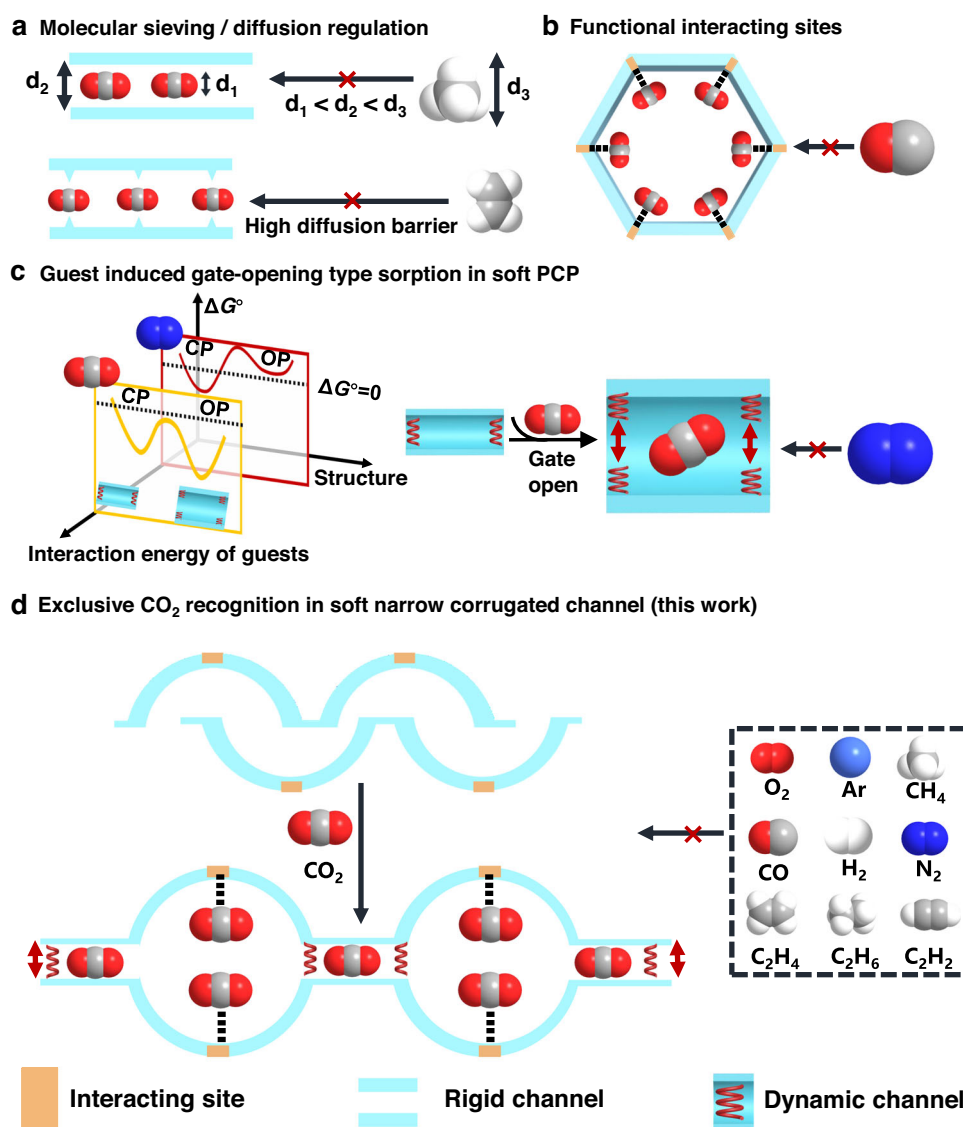 a Molecular sieving / diffusion regulation
d₂
d₁
d₁ < d₂ < d₃
d₃
High diffusion barrier
b Functional interacting sites
c Guest induced gate-opening type sorption in soft PCP
ΔG°
CP
OP
ΔG°=0
CP
OP
Structure
Interaction energy of guests
Gate
open
d Exclusive CO₂ recognition in soft narrow corrugated channel (this work)
CO₂
O₂
Ar
CH₄
CO
H₂
N₂
C₂H₄
C₂H₆
C₂H₂
Interacting site
Rigid channel
Dynamic channel